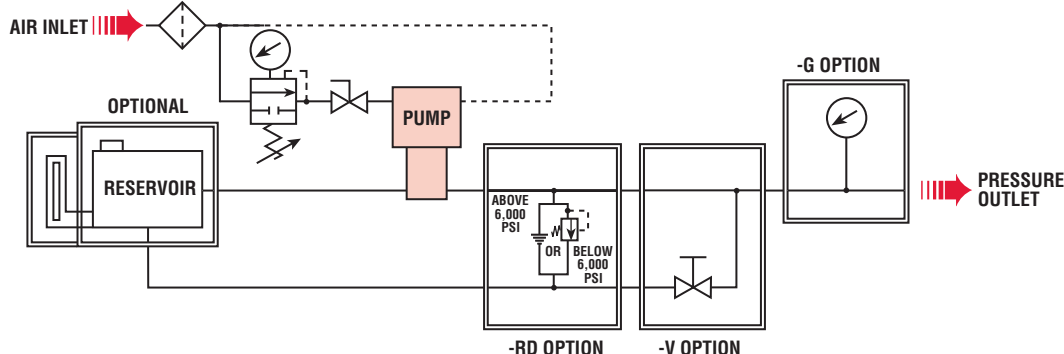 AIR INLET
-G OPTION
OPTIONAL
PUMP
RESERVOIR
PRESSURE
OUTLET
ABOVE
6,000
PSI
OR
BELOW
6,000
PSI
-RD OPTION
-V OPTION